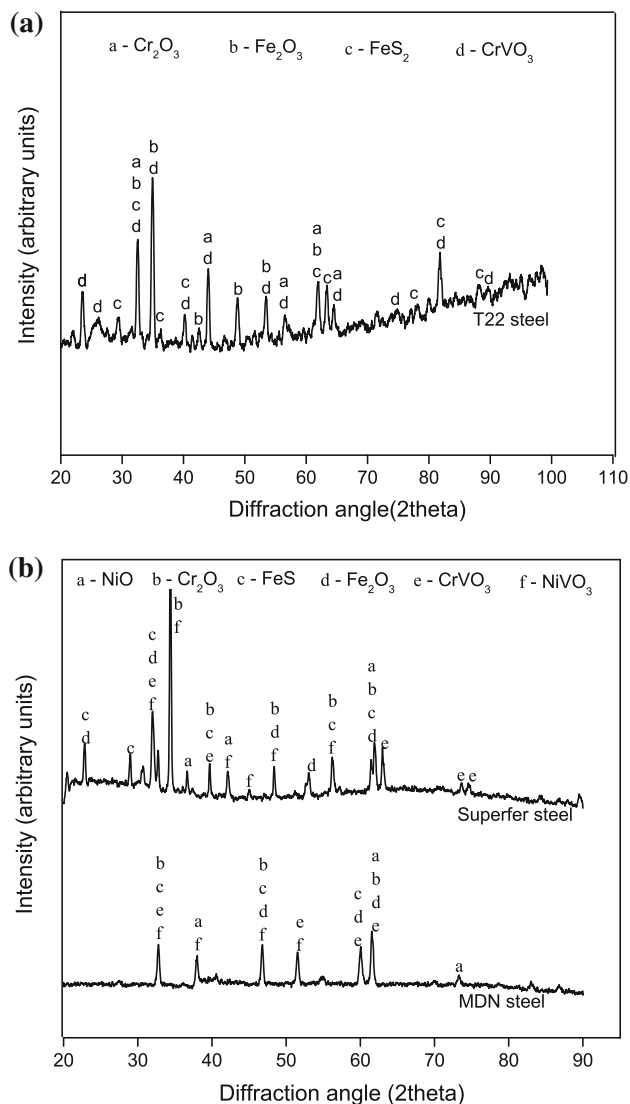 (a)
a - Cr₂O₃ b - Fe₂O₃ c - FeS₂ d - CrVO₃
Intensity (arbitrary units)
d
d
c
a
b
c
d
b
d
c
c
d
b
a
d
b
b
d
a
d
a
b
c
c
a
d
d
c
c
d
c
d
T22 steel
20 30 40 50 60 70 80 90 100 110
Diffraction angle(2theta)
(b)
a - NiO b - Cr₂O₃ c - FeS d - Fe₂O₃ e - CrVO₃ f - NiVO₃
Intensity (arbitrary units)
c
d
c
c
d
e
f
b
f
a
b
c
e
a
f
f
b
d
f
d
b
c
f
a
b
c
d
e
e e
Superfer steel
b
c
e
f
a
f
b
c
d
f
e
f
c
d
e
a
b
d
e
a
MDN steel
20 30 40 50 60 70 80 90
Diffraction angle (2theta)